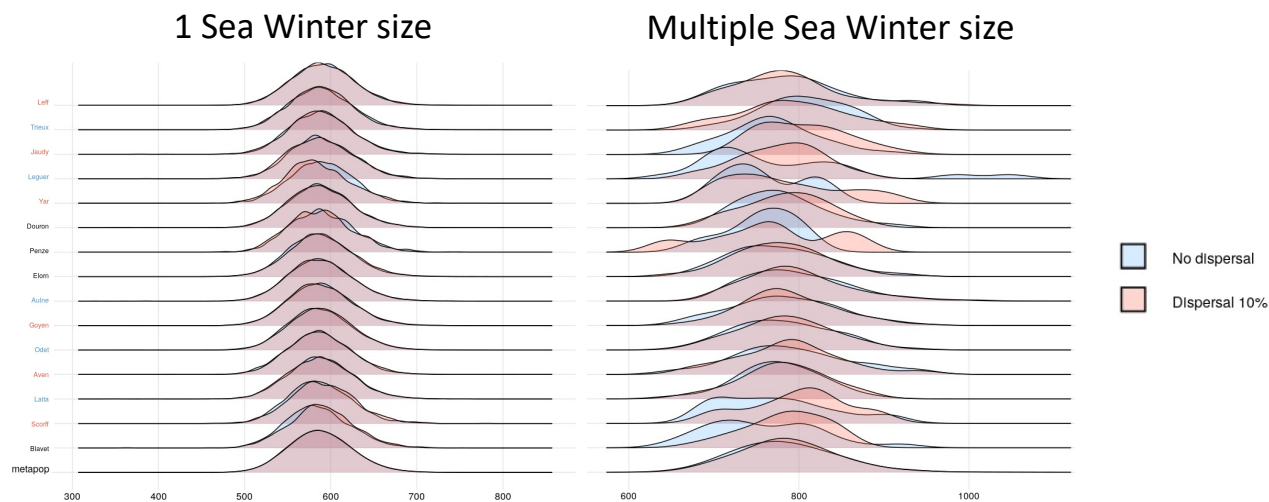 1 Sea Winter size
Multiple Sea Winter size
Leff
Trieux
Jaudy
Leguer
Yar
Douron
Penze
Elorn
Aulne
Goyen
Odet
Aven
Laita
Scorff
Blavet
metapop
300 400 500 600 700 800
600 800 1000
No dispersal
Dispersal 10%